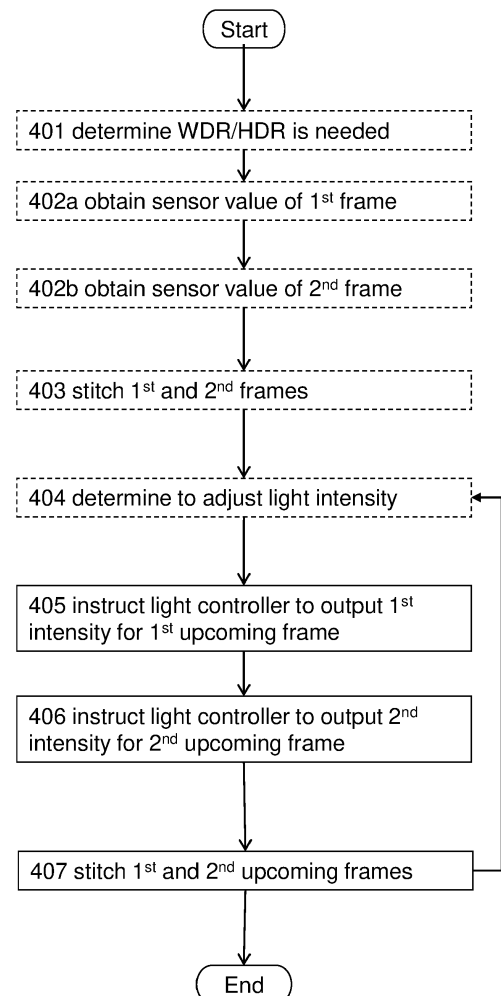 Start
401 determine WDR/HDR is needed
402a obtain sensor value of 1st frame
402b obtain sensor value of 2nd frame
403 stitch 1st and 2nd frames
404 determine to adjust light intensity
405 instruct light controller to output 1st
intensity for 1st upcoming frame
406 instruct light controller to output 2nd
intensity for 2nd upcoming frame
407 stitch 1st and 2nd upcoming frames
End